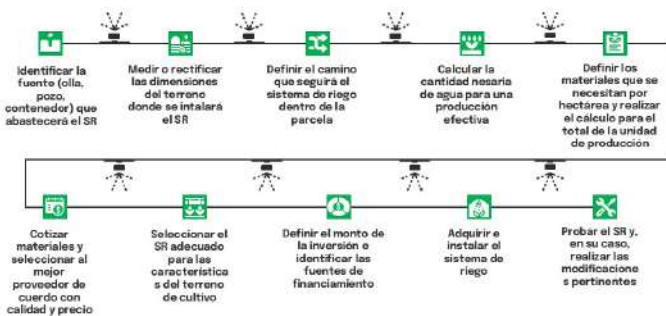 Identificar la
fuente (olla,
pozo,
contenedor) que
abastecerá el SR
Medir o rectificar
las dimensiones
del terreno
donde se intalará
el SR
Definir el camino
que seguirá el
sistema de riego
dentro de la
parcela
Calcular la
cantidad nesaria
de agua para una
producción
efectiva
Definir los
materiales que se
necesitan por
hectárea y realizar
el cálculo para el
total de la unidad
de producción
Cotizar
materiales y
seleccionar al
mejor
proveedor de
cuerdo con
calidad y precio
Seleccionar el
SR adecuado
para las
característica
s del terreno
de cultivo
Definir el monto de
la inversión e
identificar las
fuentes de
financiamiento
Adquirir e
instalar el
sistema de
riego
Probar el SR y,
en su caso,
realizar las
modificacione
s pertinentes